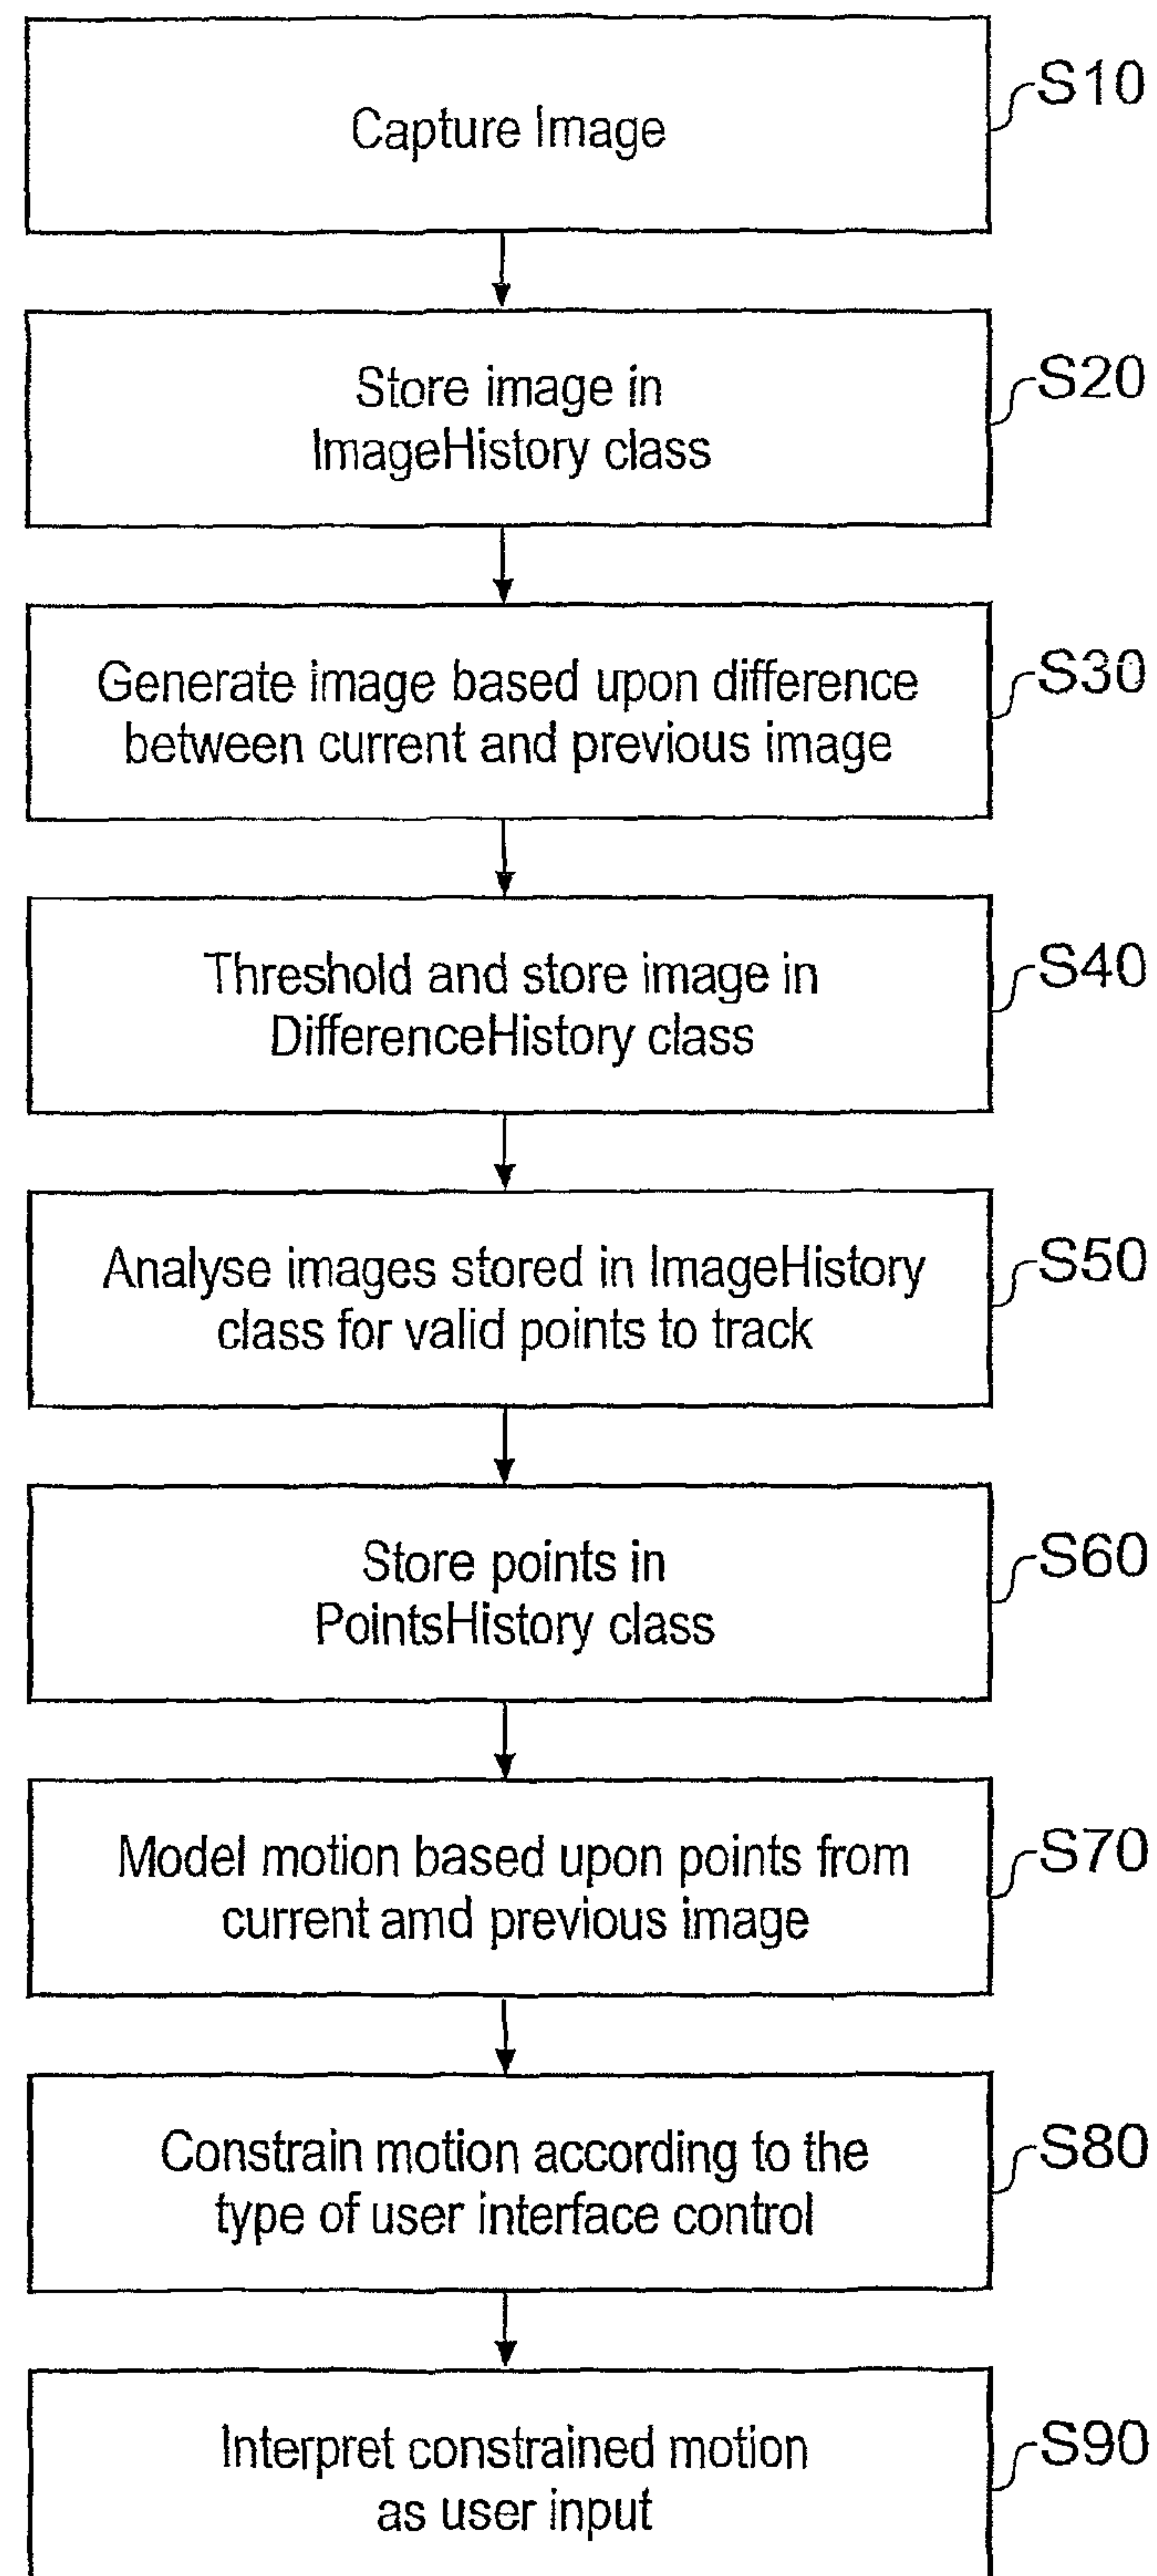 Capture Image
S10
Store image in
ImageHistory class
S20
Generate image based upon difference
between current and previous image
S30
Threshold and store image in
DifferenceHistory class
S40
Analyse images stored in ImageHistory
class for valid points to track
S50
Store points in
PointsHistory class
S60
Model motion based upon points from
current amd previous image
S70
Constrain motion according to the
type of user interface control
S80
Interpret constrained motion
as user input
S90